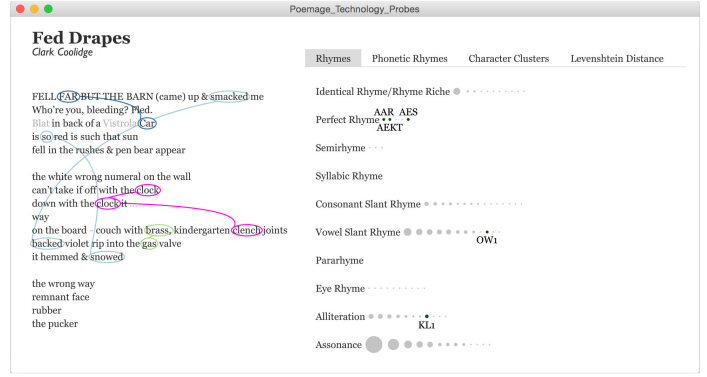 Poemage_Technology_Probes
Fed Drapes
Clark Coolidge
FELL FAR BUT THE BARN (came) up & smacked me
Who're you, bleeding? Pled.
Blat in back of a Vistrola Car
is so red is such that sun
fell in the rushes & pen bear appear
the white wrong numeral on the wall
can't take if off with the clock
down with the clock it ...
way
on the board - couch with brass, kindergarten clench joints
backed violet rip into the gas valve
it hemmed & snowed
the wrong way
remnant face
rubber
the pucker
Rhymes Phonetic Rhymes Character Clusters Levenshtein Distance
Identical Rhyme/Rhyme Riche
AAR AES
Perfect Rhyme
AEKT
Semirhyme
Syllabic Rhyme
Consonant Slant Rhyme
Vowel Slant Rhyme
OW1
Pararhyme
Eye Rhyme
Alliteration
KL1
Assonance